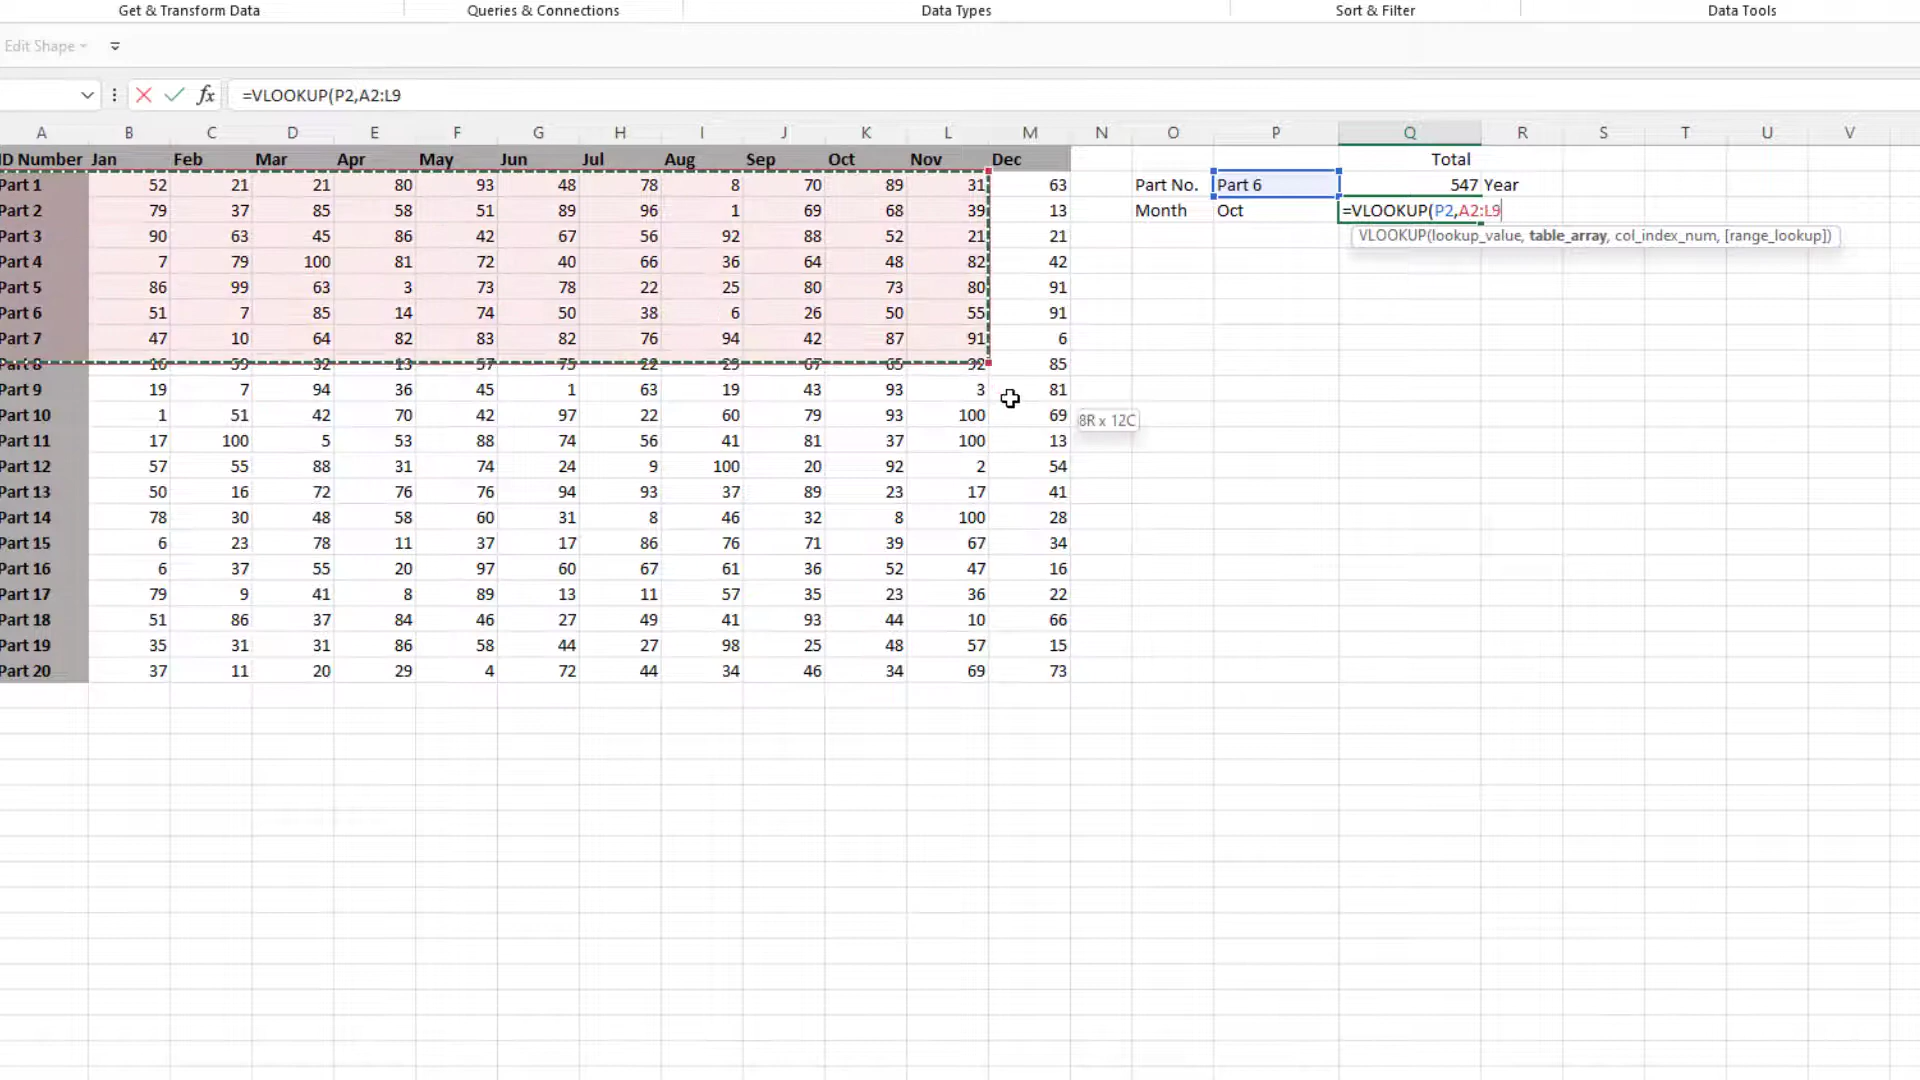 Get & Transform Data Queries & Connections Data Types Sort & Filter Data Tools
Edit Shape
fx =VLOOKUP(P2,A2:L9
A B C D E F G H I J K L M N O P Q R S T U V
ID Number Jan Feb Mar Apr May Jun Jul Aug Sep Oct Nov Dec Total
Part 1 52 21 21 80 93 48 78 8 70 89 31 63 Part No. Part 6 547 Year
Part 2 79 37 85 58 51 89 96 1 69 68 39 13 Month Oct =VLOOKUP(P2,A2:L9
Part 3 90 63 45 86 42 67 56 92 88 52 21 21 VLOOKUP(lookup_value, table_array, col_index_num, [range_lookup])
Part 4 7 79 100 81 72 40 66 36 64 48 82 42
Part 5 86 99 63 3 73 78 22 25 80 73 80 91
Part 6 51 7 85 14 74 50 38 6 26 50 55 91
Part 7 47 10 64 82 83 82 76 94 42 87 91 6
Part 8 16 59 32 13 57 75 22 29 67 65 92 85
Part 9 19 7 94 36 45 1 63 19 43 93 3 81
Part 10 1 51 42 70 42 97 22 60 79 93 100 69 8R x 12C
Part 11 17 100 5 53 88 74 56 41 81 37 100 13
Part 12 57 55 88 31 74 24 9 100 20 92 2 54
Part 13 50 16 72 76 76 94 93 37 89 23 17 41
Part 14 78 30 48 58 60 31 8 46 32 8 100 28
Part 15 6 23 78 11 37 17 86 76 71 39 67 34
Part 16 6 37 55 20 97 60 67 61 36 52 47 16
Part 17 79 9 41 8 89 13 11 57 35 23 36 22
Part 18 51 86 37 84 46 27 49 41 93 44 10 66
Part 19 35 31 31 86 58 44 27 98 25 48 57 15
Part 20 37 11 20 29 4 72 44 34 46 34 69 73